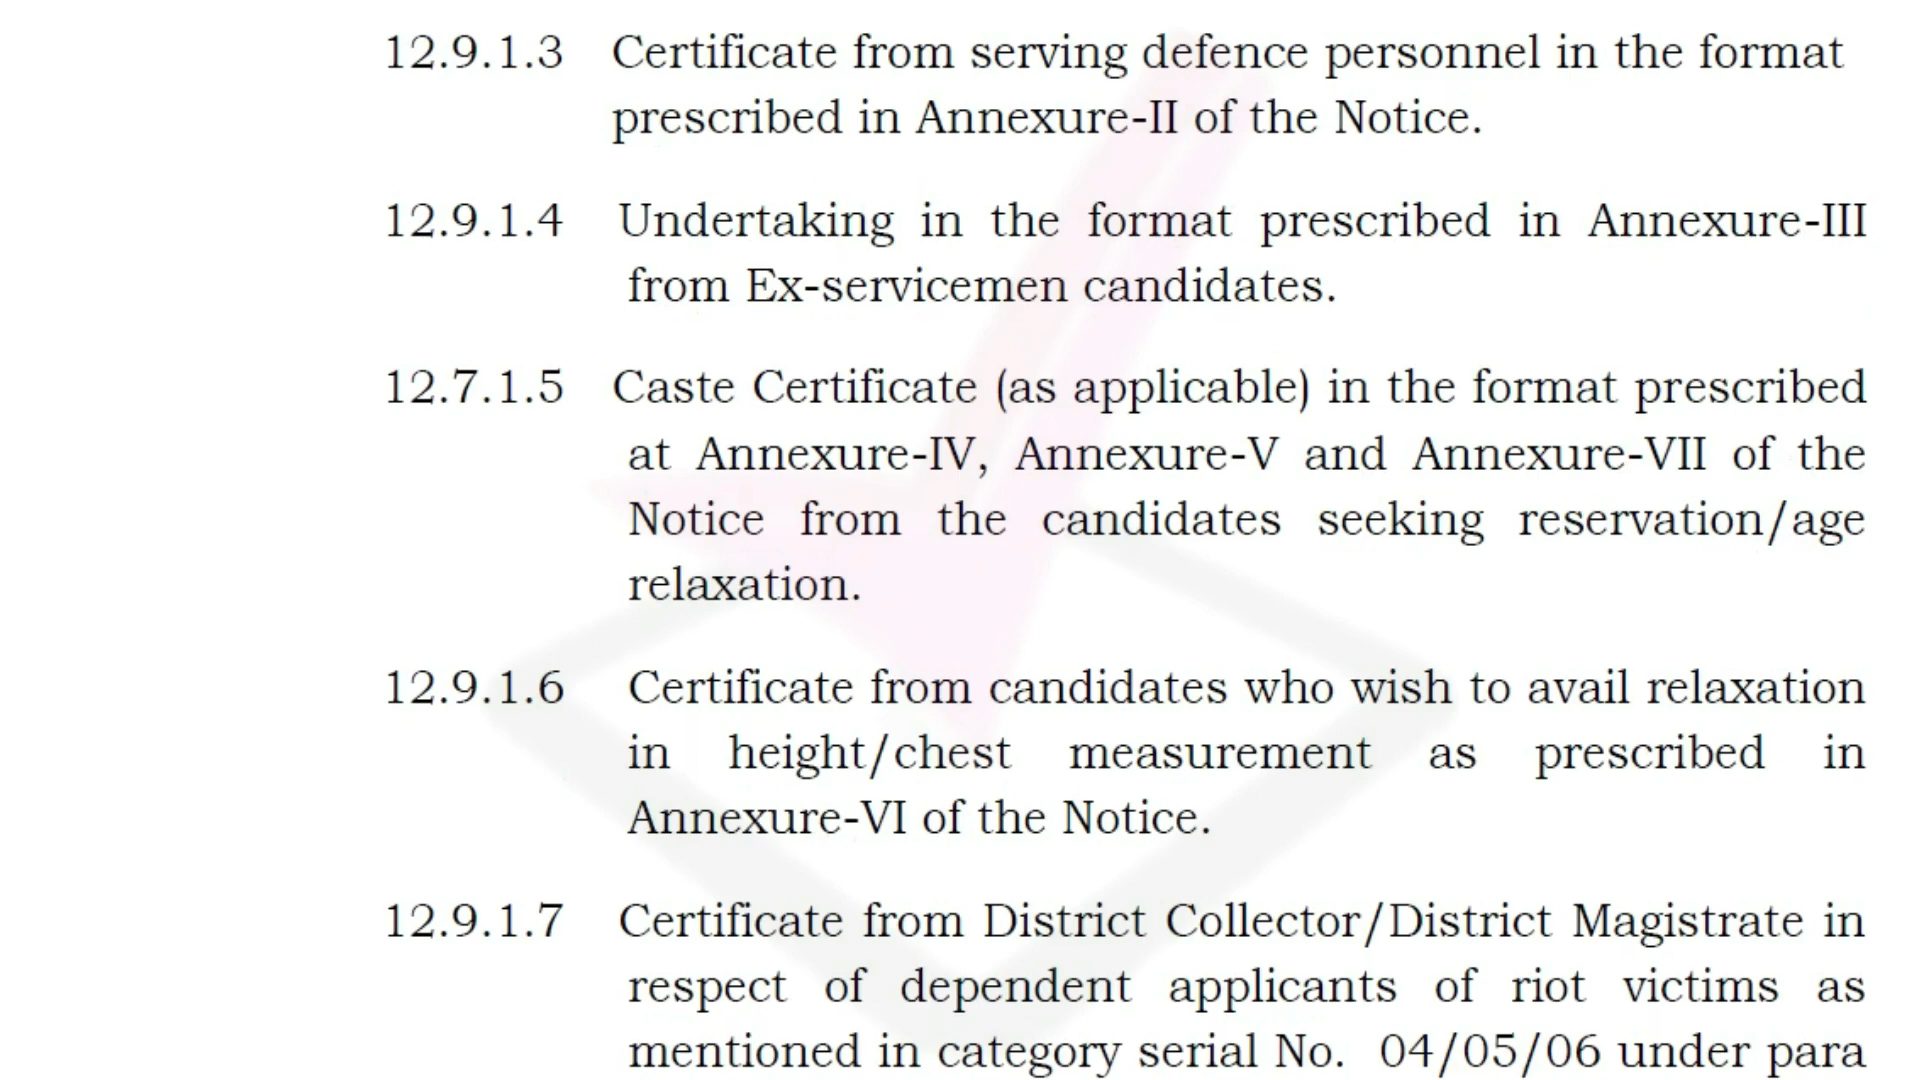 12.9.1.3 Certificate from serving defence personnel in the format
prescribed in Annexure-II of the Notice.
12.9.1.4 Undertaking in the format prescribed in Annexure-III
from Ex-servicemen candidates.
12.7.1.5 Caste Certificate (as applicable) in the format prescribed
at Annexure-IV, Annexure-V and Annexure-VII of the
Notice from the candidates seeking reservation/age
relaxation.
12.9.1.6 Certificate from candidates who wish to avail relaxation
in height/chest measurement as prescribed in
Annexure-VI of the Notice.
12.9.1.7 Certificate from District Collector/District Magistrate in
respect of dependent applicants of riot victims as
mentioned in category serial No. 04/05/06 under para